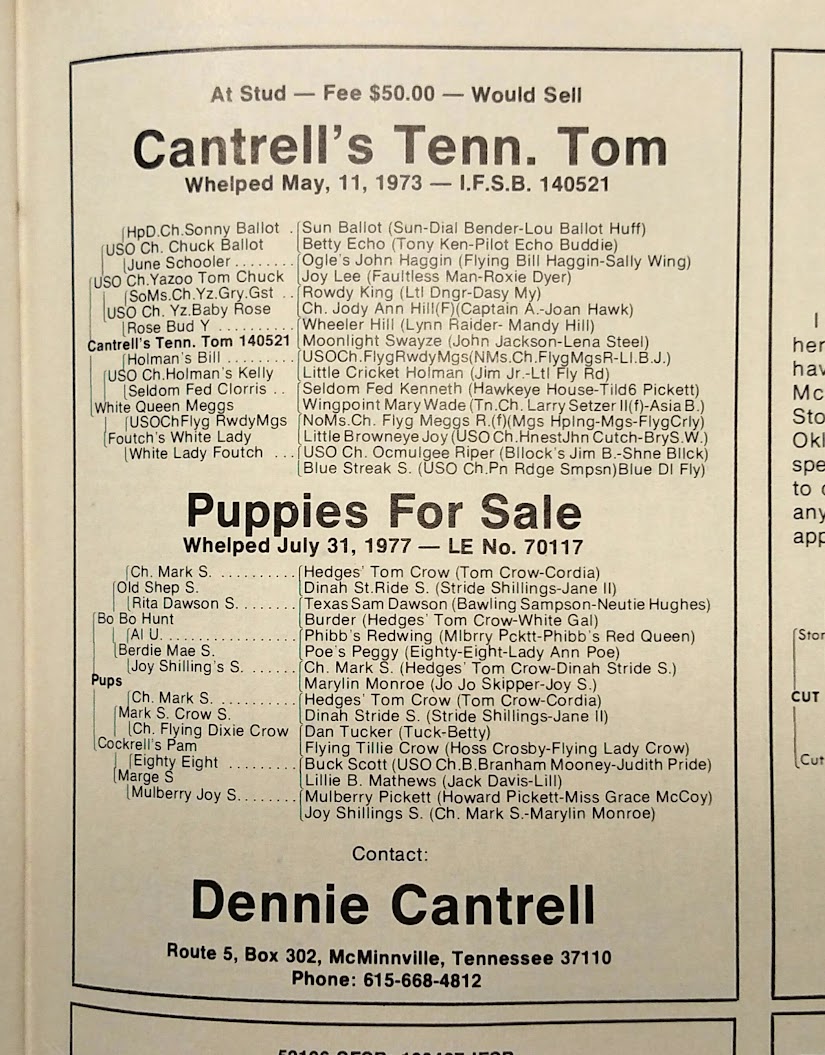 At Stud — Fee $50.00 — Would Sell
Cantrell's Tenn. Tom
Whelped May, 11, 1973 — I.F.S.B. 140521
HpD.Ch.Sonny Ballot . Sun Ballot (Sun-Dial Bender-Lou Ballot Huff)
USO Ch. Chuck Ballot Betty Echo (Tony Ken-Pilot Echo Buddie)
June Schooler ........ Ogle's John Haggin (Flying Bill Haggin-Sally Wing)
USO Ch.Yazoo Tom Chuck Joy Lee (Faultless Man-Roxie Dyer)
SoMs.Ch.Yz.Gry.Gst .. Rowdy King (Ltl Dngr-Dasy My)
USO Ch. Yz.Baby Rose Ch. Jody Ann Hill(F)(Captain A.-Joan Hawk)
Rose Bud Y .......... Wheeler Hill (Lynn Raider- Mandy Hill)
Cantrell's Tenn. Tom 140521 Moonlight Swayze (John Jackson-Lena Steel)
Holman's Bill ......... USOCh.FlygRwdyMgs(NMs.Ch.FlygMgsR-Ll.B.J.)
USO Ch.Holman's Kelly Little Cricket Holman (Jim Jr.-Ltl Fly Rd)
Seldom Fed Clorris .. Seldom Fed Kenneth (Hawkeye House-Tild6 Pickett)
White Queen Meggs Wingpoint Mary Wade (Tn.Ch. Larry Setzer II(f)-Asia B.)
USOChFlyg RwdyMgs NoMs.Ch. Flyg Meggs R.(f)(Mgs Hplng-Mgs-FlygCrly)
Foutch's White Lady Little Browneye Joy (USO Ch.HnestJhn Cutch-BryS.W.)
White Lady Foutch ... USO Ch. Ocmulgee Riper (Bllock's Jim B.-Shne Bllck)
Blue Streak S. (USO Ch.Pn Rdge Smpsn)Blue Dl Fly)
Puppies For Sale
Whelped July 31, 1977 — LE No. 70117
Ch. Mark S. .......... Hedges' Tom Crow (Tom Crow-Cordia)
Old Shep S. Dinah St.Ride S. (Stride Shillings-Jane II)
Rita Dawson S. ....... Texas Sam Dawson (Bawling Sampson-Neutie Hughes)
Bo Bo Hunt Burder (Hedges' Tom Crow-White Gal)
Al U. ................. Phibb's Redwing (Mlbrry Pcktt-Phibb's Red Queen)
Berdie Mae S. Poe's Peggy (Eighty-Eight-Lady Ann Poe)
Joy Shilling's S. ....... Ch. Mark S. (Hedges' Tom Crow-Dinah Stride S.)
Pups Marylin Monroe (Jo Jo Skipper-Joy S.)
Ch. Mark S. .......... Hedges' Tom Crow (Tom Crow-Cordia)
Mark S. Crow S. Dinah Stride S. (Stride Shillings-Jane II)
Ch. Flying Dixie Crow Dan Tucker (Tuck-Betty)
Cockrell's Pam Flying Tillie Crow (Hoss Crosby-Flying Lady Crow)
Eighty Eight ......... Buck Scott (USO Ch.B.Branham Mooney-Judith Pride)
Marge S Lillie B. Mathews (Jack Davis-Lill)
Mulberry Joy S........ Mulberry Pickett (Howard Pickett-Miss Grace McCoy)
Joy Shillings S. (Ch. Mark S.-Marylin Monroe)
Contact:
Dennie Cantrell
Route 5, Box 302, McMinnville, Tennessee 37110
Phone: 615-668-4812
I
her
hav
Mc
Sto
Okl
spe
to
any
app
Stor
CUT
Cut